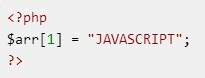 <?php
$arr[1] = "JAVASCRIPT";
?>